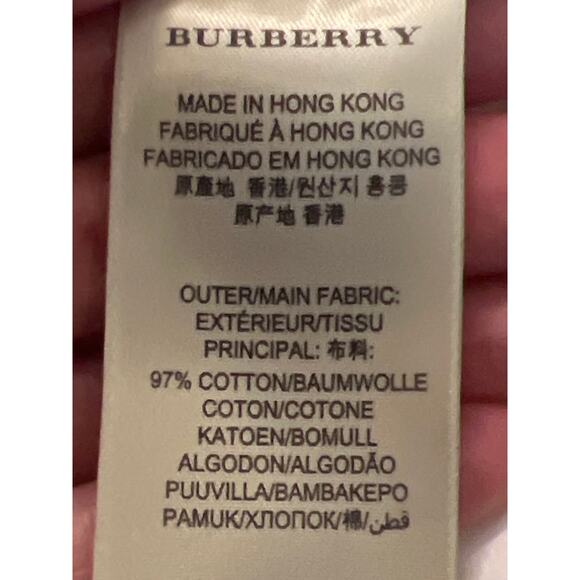 BURBERRY
MADE IN HONG KONG
FABRIQUÉ À HONG KONG
FABRICADO EM HONG KONG
原產地 香港/원산지 홍콩
原产地 香港
OUTER/MAIN FABRIC:
EXTÉRIEUR/TISSU
PRINCIPAL: 布料:
97% COTTON/BAUMWOLLE
COTON/COTONE
KATOEN/BOMULL
ALGODON/ALGODÃO
PUUVILLA/BAMBAKEPO
PAMUK/ХЛОПОК/棉/قطن